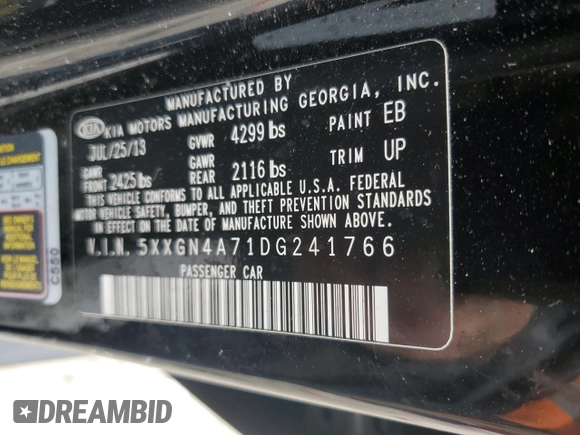 MANUFACTURED BY
KIA KIA MOTORS MANUFACTURING GEORGIA, INC.
JUL/25/13 GVWR 4299 lbs PAINT EB
GAWR FRONT 2425 lbs GAWR REAR 2116 lbs TRIM UP
THIS VEHICLE CONFORMS TO ALL APPLICABLE U.S.A. FEDERAL
MOTOR VEHICLE SAFETY, BUMPER, AND THEFT PREVENTION STANDARDS
IN EFFECT ON THE DATE OF MANUFACTURE SHOWN ABOVE.
V.I.N. 5XXGN4A71DG241766
PASSENGER CAR
C550
DREAMBID